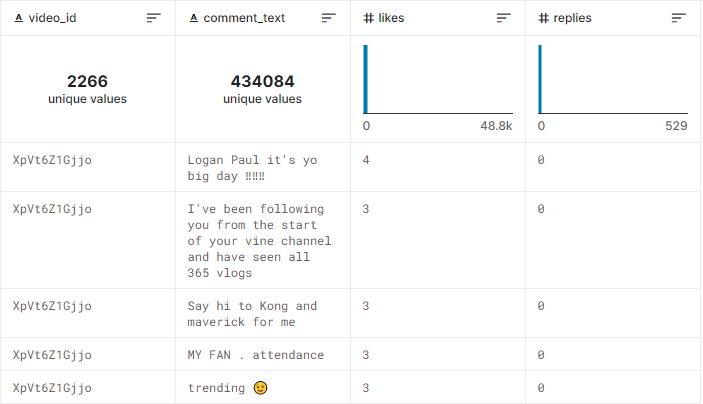 A video_id
A comment_text
# likes
# replies
2266
unique values
434084
unique values
0
48.8k
0
529
XpVt6Z1Gjjo
Logan Paul it's yo
big day ‼️‼️‼️
4
0
XpVt6Z1Gjjo
I've been following
you from the start
of your vine channel
and have seen all
365 vlogs
3
0
XpVt6Z1Gjjo
Say hi to Kong and
maverick for me
3
0
XpVt6Z1Gjjo
MY FAN . attendance
3
0
XpVt6Z1Gjjo
trending 😉
3
0